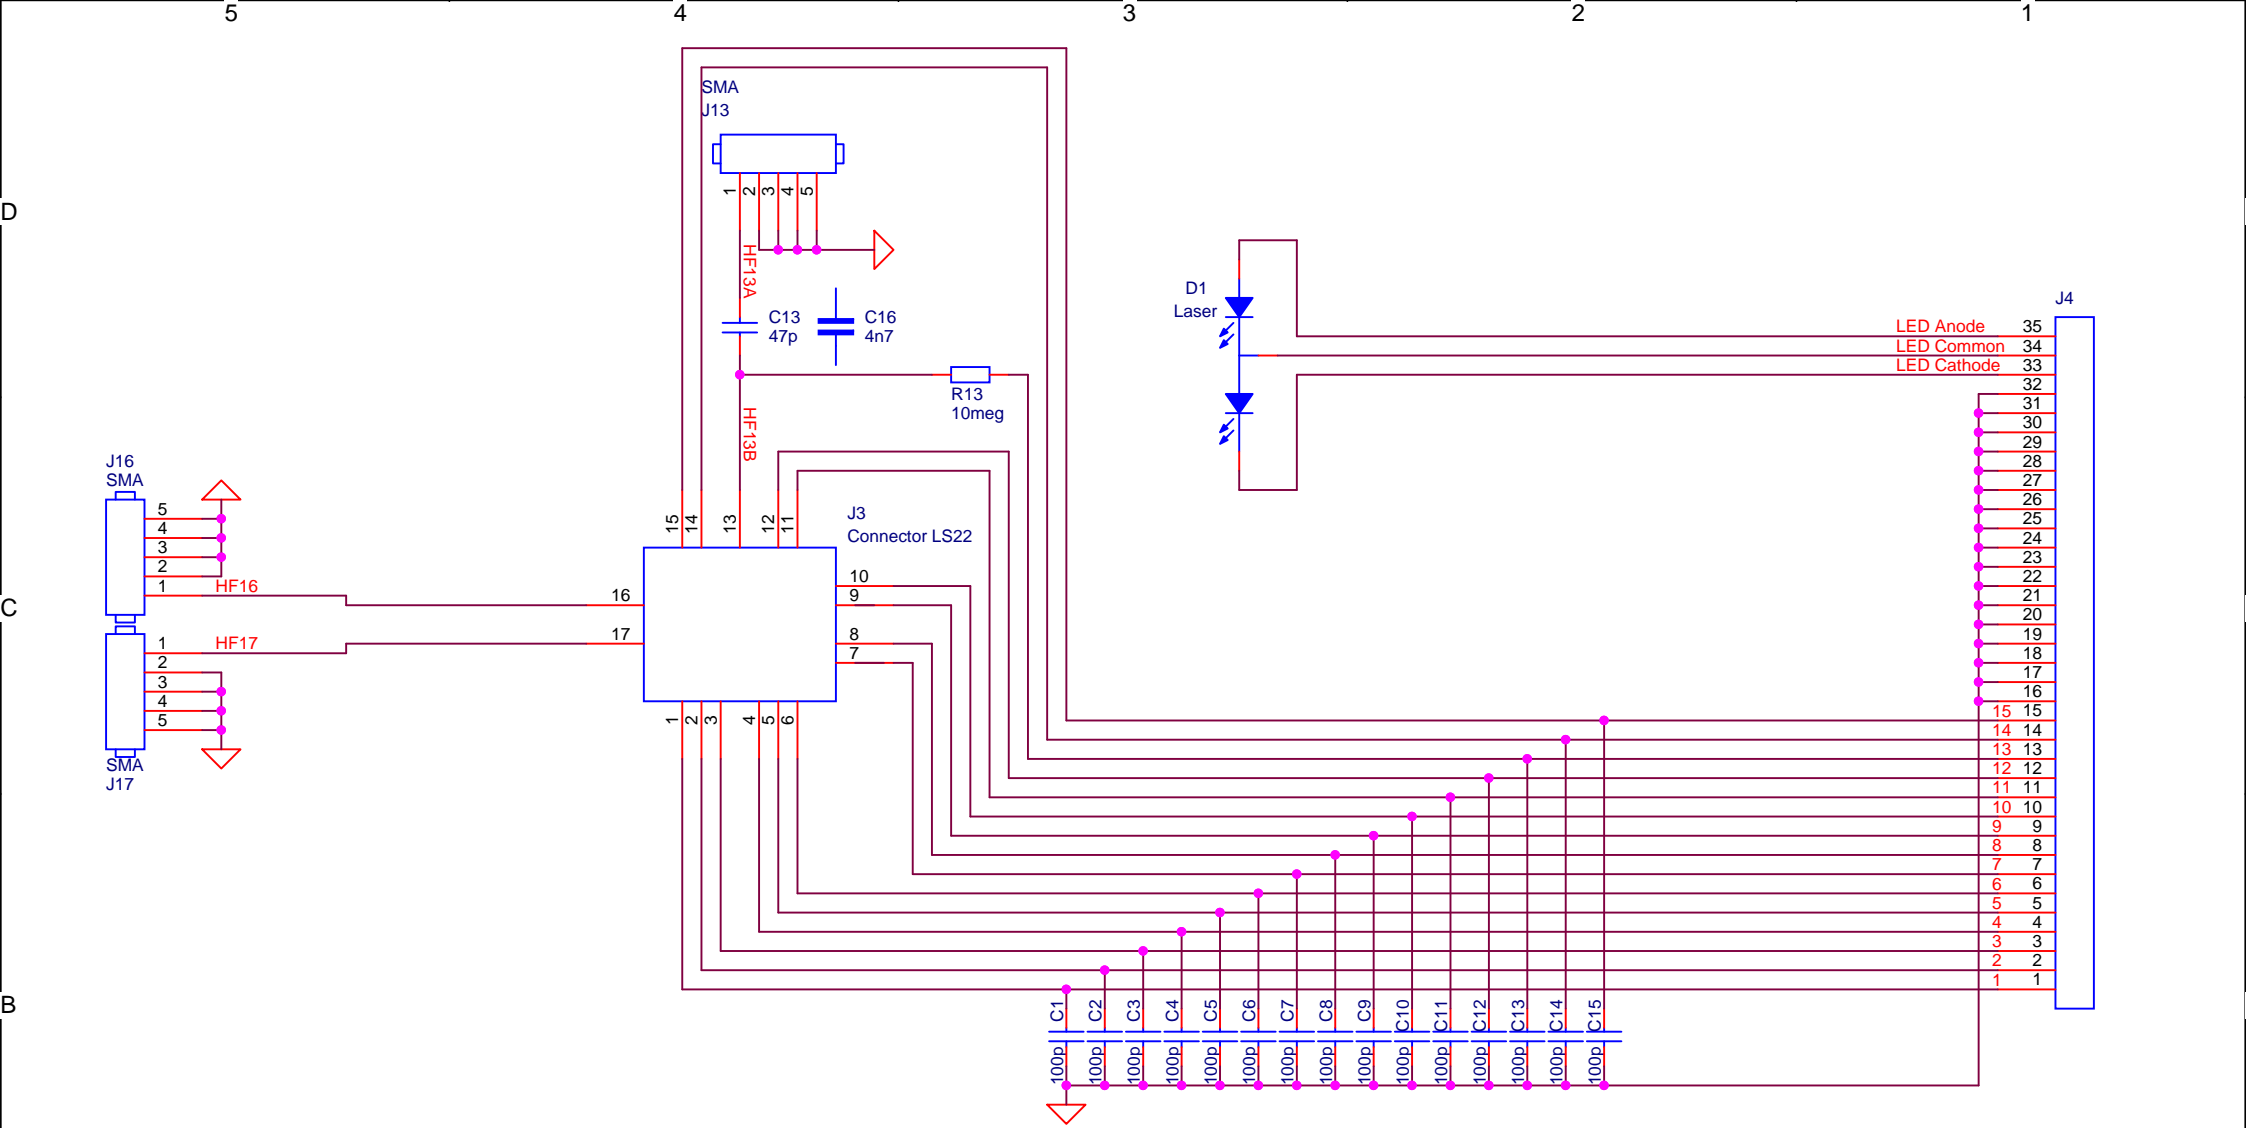 5 4 3 2 1
D
C
B
SMA
J13
1 2 3 4 5
HF13A
C13
47p
C16
4n7
R13
10meg
HF13B
D1
Laser
J4
LED Anode 35
LED Common 34
LED Cathode 33
32
31
30
29
28
27
26
25
24
23
22
21
20
19
18
17
16
15 15
14 14
13 13
12 12
11 11
10 10
9 9
8 8
7 7
6 6
5 5
4 4
3 3
2 2
1 1
J16
SMA
5
4
3
2
1 HF16
1 HF17
2
3
4
5
SMA
J17
15 14 13 12 11
J3
Connector LS22
16
17
10
9
8
7
1 2 3 4 5 6
C1 C2 C3 C4 C5 C6 C7 C8 C9 C10 C11 C12 C13 C14 C15
100p 100p 100p 100p 100p 100p 100p 100p 100p 100p 100p 100p 100p 100p 100p